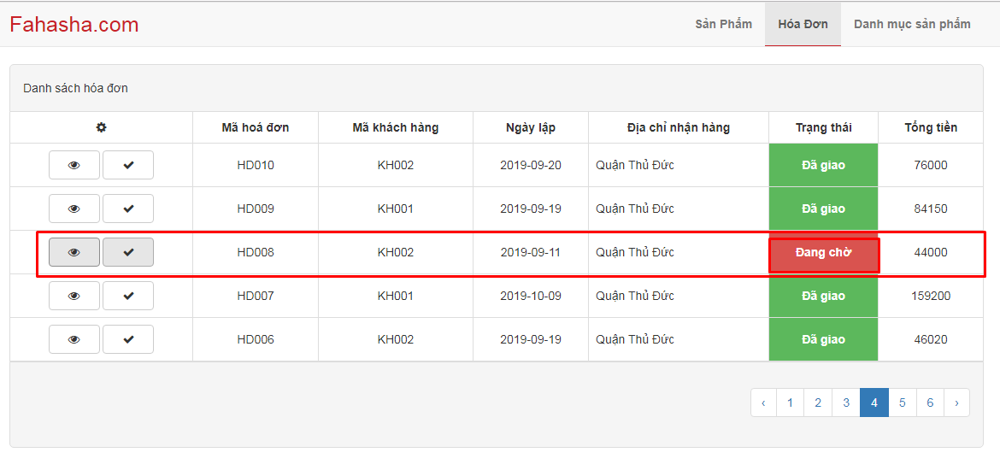 Fahasha.com Sản Phẩm Hóa Đơn Danh mục sản phẩm
Danh sách hóa đơn
Mã hoá đơn Mã khách hàng Ngày lập Địa chỉ nhận hàng Trạng thái Tổng tiền
HD010 KH002 2019-09-20 Quận Thủ Đức Đã giao 76000
HD009 KH001 2019-09-19 Quận Thủ Đức Đã giao 84150
HD008 KH002 2019-09-11 Quận Thủ Đức Đang chờ 44000
HD007 KH001 2019-10-09 Quận Thủ Đức Đã giao 159200
HD006 KH002 2019-09-19 Quận Thủ Đức Đã giao 46020
‹ 1 2 3 4 5 6 ›